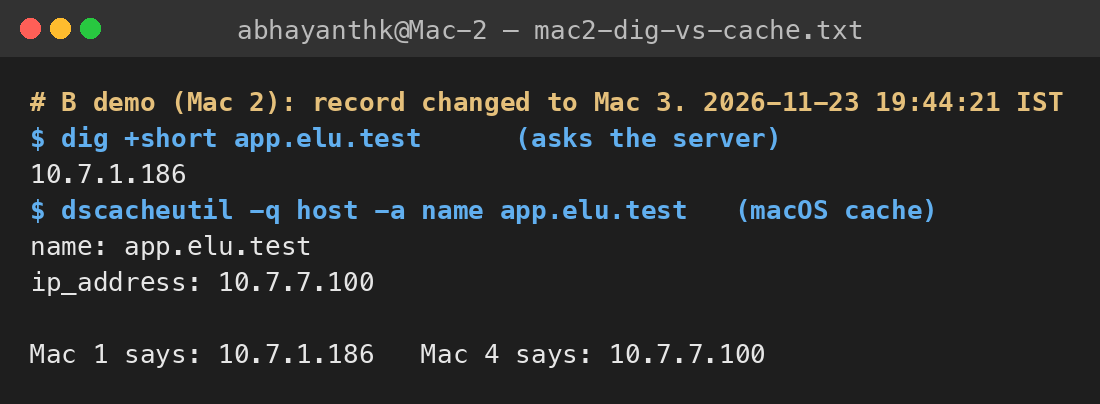 abhayanthk@Mac-2 — mac2-dig-vs-cache.txt
# B demo (Mac 2): record changed to Mac 3. 2026-11-23 19:44:21 IST
$ dig +short app.elu.test      (asks the server)
10.7.1.186
$ dscacheutil -q host -a name app.elu.test   (macOS cache)
name: app.elu.test
ip_address: 10.7.7.100
Mac 1 says: 10.7.1.186   Mac 4 says: 10.7.7.100